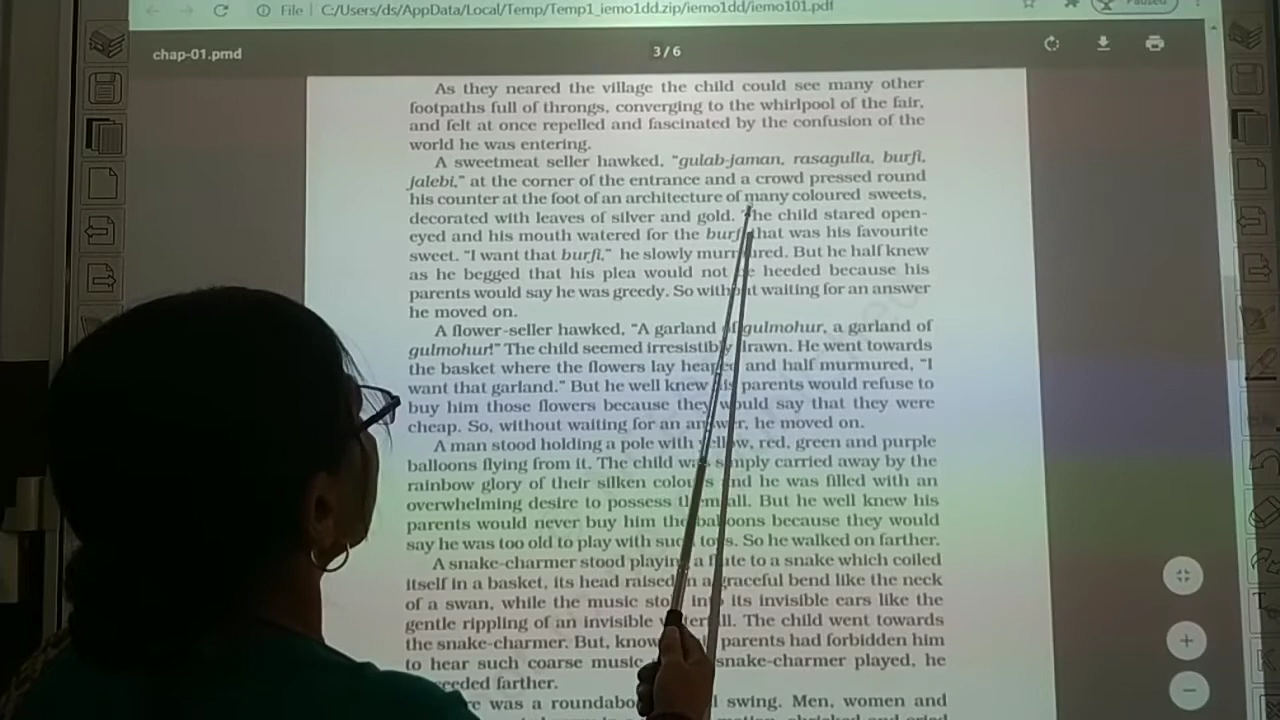 File | C:/Users/ds/AppData/Local/Temp/Temp1_iemo1dd.zip/iemo1dd/iemo101.pdf
Paused
chap-01.pmd
3/6
As they neared the village the child could see many other
footpaths full of throngs, converging to the whirlpool of the fair,
and felt at once repelled and fascinated by the confusion of the
world he was entering.
A sweetmeat seller hawked, “gulab-jaman, rasagulla, burfi,
jalebi,” at the corner of the entrance and a crowd pressed round
his counter at the foot of an architecture of many coloured sweets,
decorated with leaves of silver and gold. The child stared open-
eyed and his mouth watered for the burfi that was his favourite
sweet. “I want that burfi,” he slowly murmured. But he half knew
as he begged that his plea would not be heeded because his
parents would say he was greedy. So without waiting for an answer
he moved on.
A flower-seller hawked, “A garland of gulmohur, a garland of
gulmohur!” The child seemed irresistibly drawn. He went towards
the basket where the flowers lay heaped and half murmured, “I
want that garland.” But he well knew his parents would refuse to
buy him those flowers because they would say that they were
cheap. So, without waiting for an answer, he moved on.
A man stood holding a pole with yellow, red, green and purple
balloons flying from it. The child was simply carried away by the
rainbow glory of their silken colours and he was filled with an
overwhelming desire to possess them all. But he well knew his
parents would never buy him the balloons because they would
say he was too old to play with such toys. So he walked on farther.
A snake-charmer stood playing a flute to a snake which coiled
itself in a basket, its head raised in a graceful bend like the neck
of a swan, while the music stole into its invisible ears like the
gentle rippling of an invisible waterfall. The child went towards
the snake-charmer. But, knowing parents had forbidden him
to hear such coarse music snake-charmer played, he
eeded farther.
was a roundabout swing. Men, women and
shrieked and cried